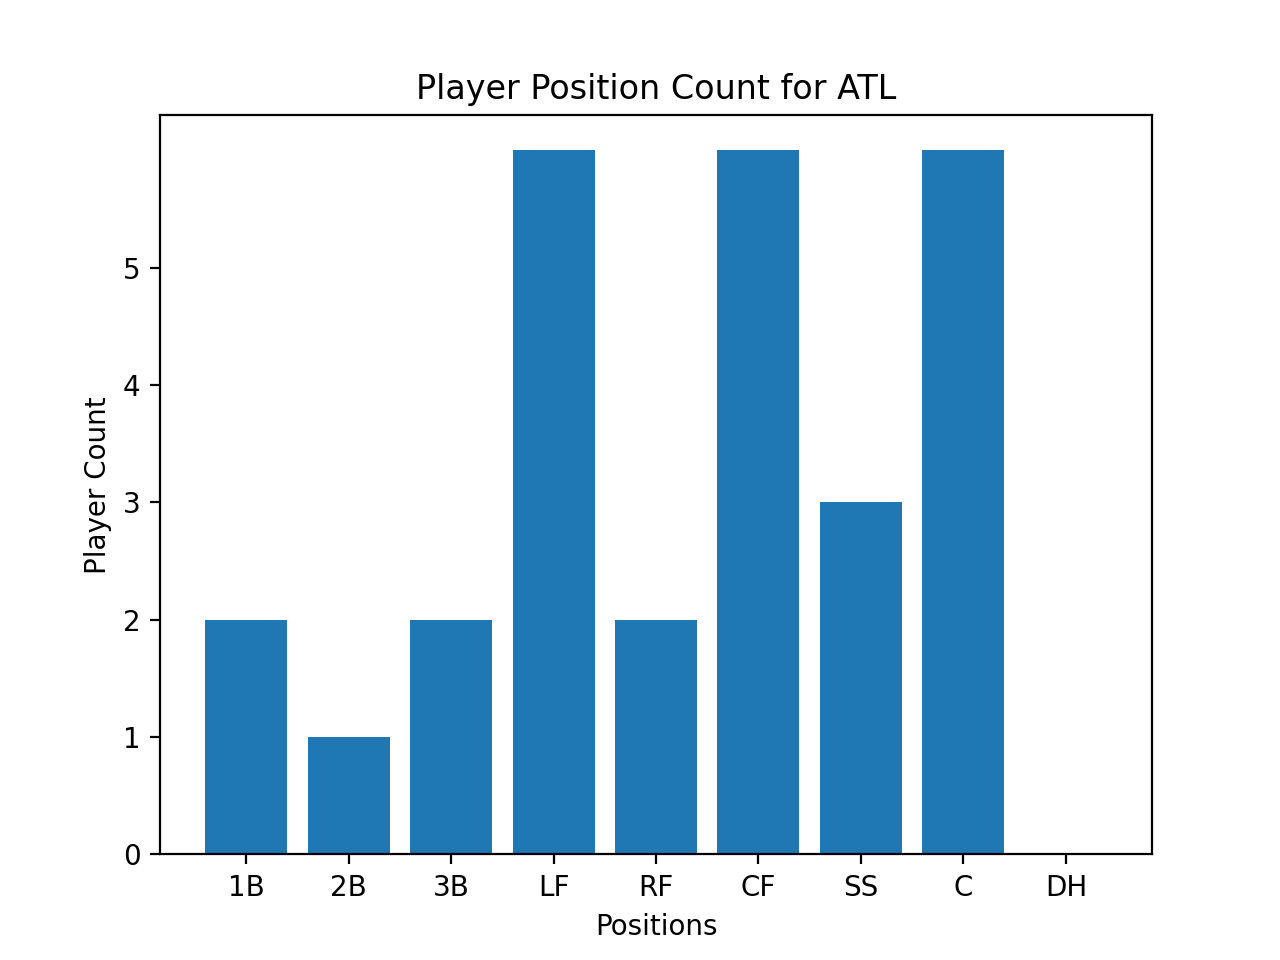 Player Position Count for ATL
5
4
3
2
1
0
Player Count
1B 2B 3B LF RF CF SS C DH
Positions